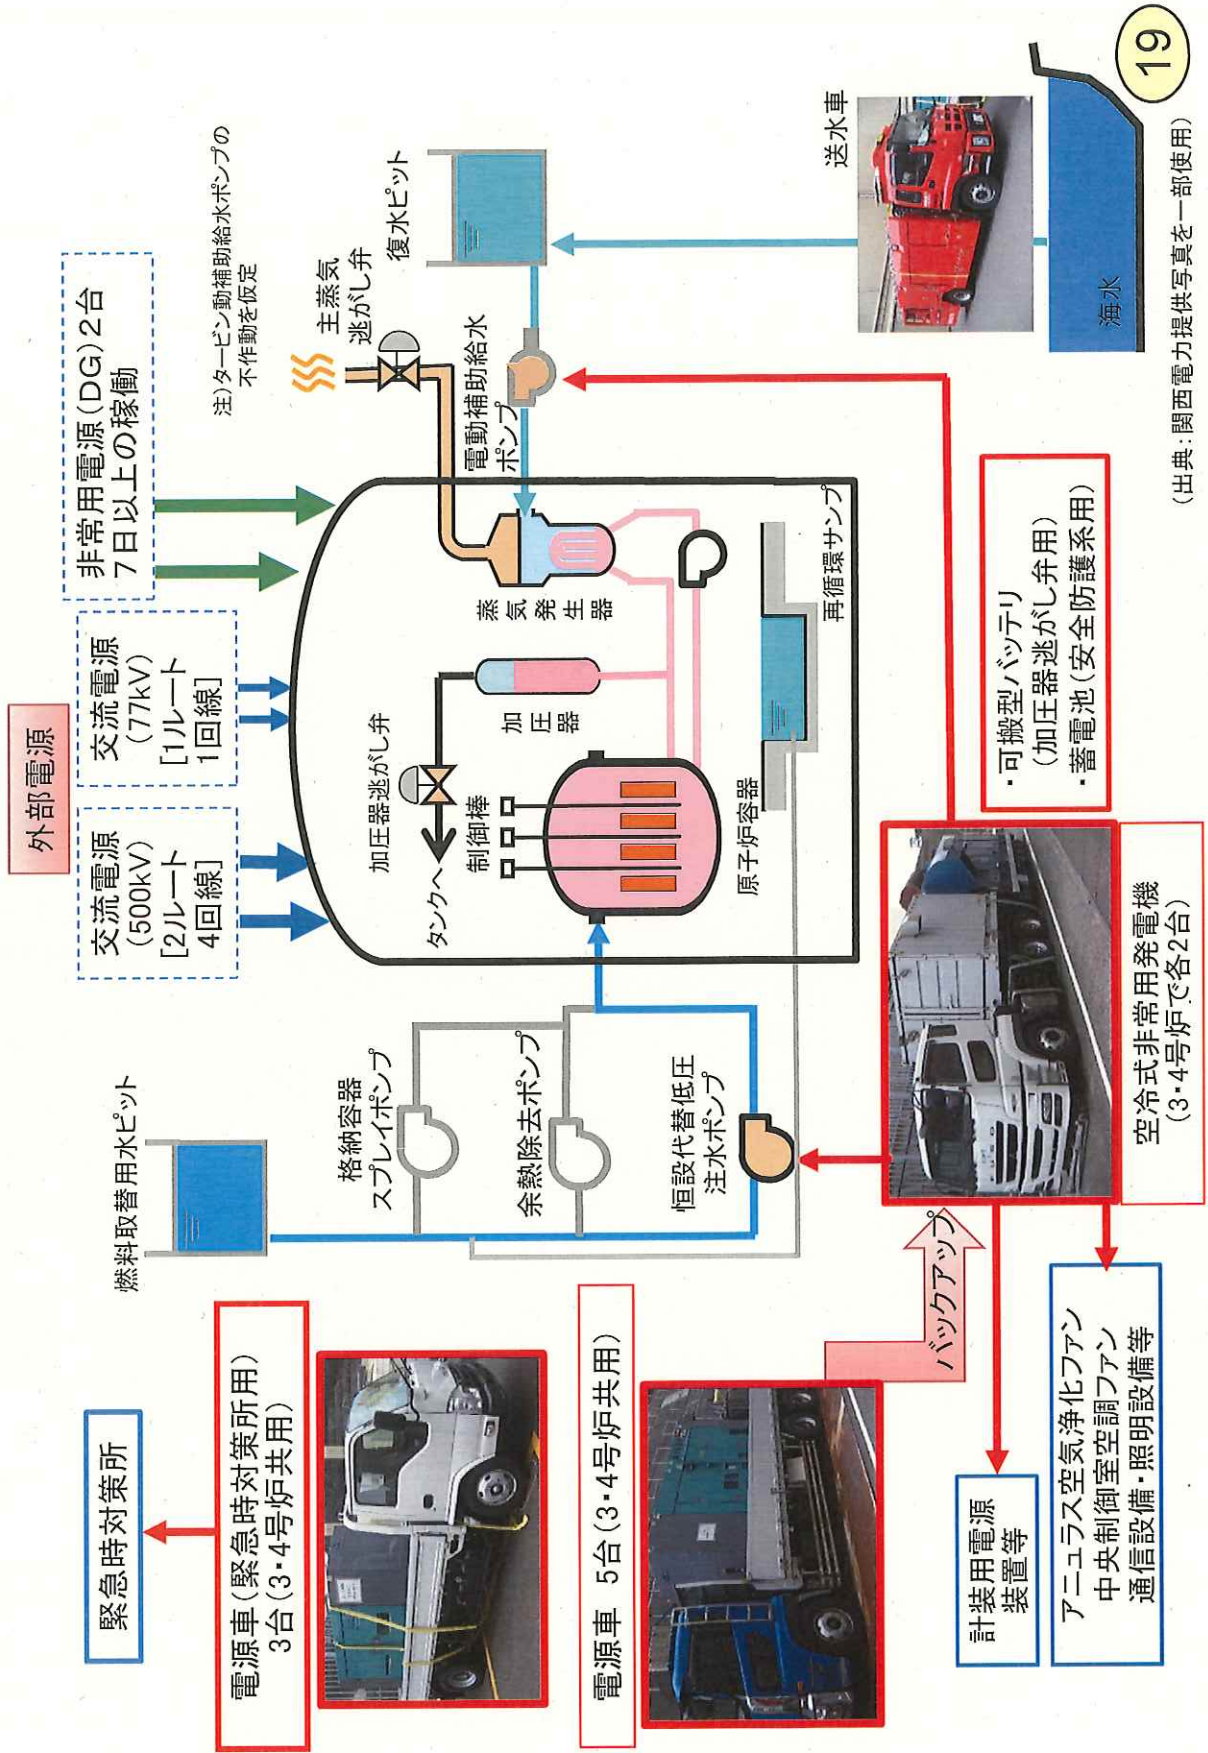 外部電源
交流電源
(500kV)
[2ルート
4回線]
交流電源
(77kV)
[1ルート
1回線]
非常用電源(DG)2台
7日以上の稼働
注)タービン動補助給水ポンプの
不作動を仮定
緊急時対策所
電源車(緊急時対策所用)
3台(3・4号炉共用)
燃料取替用水ピット
格納容器
スプレイポンプ
余熱除去ポンプ
恒設代替低圧
注水ポンプ
加圧器逃がし弁
タンクへ
制御棒
原子炉容器
加
圧
器
蒸
気
発
生
器
主蒸気
逃がし弁
復水ピット
電動補助給水
ポンプ
再循環サンプ
送水車
海水
電源車 5台(3・4号炉共用)
バックアップ
計装用電源
装置等
アニュラス空気浄化ファン
中央制御室空調ファン
通信設備・照明設備等
空冷式非常用発電機
(3・4号炉で各2台)
・可搬型バッテリ
(加圧器逃がし弁用)
・蓄電池(安全防護系用)
(出典:関西電力提供写真を一部使用)
19